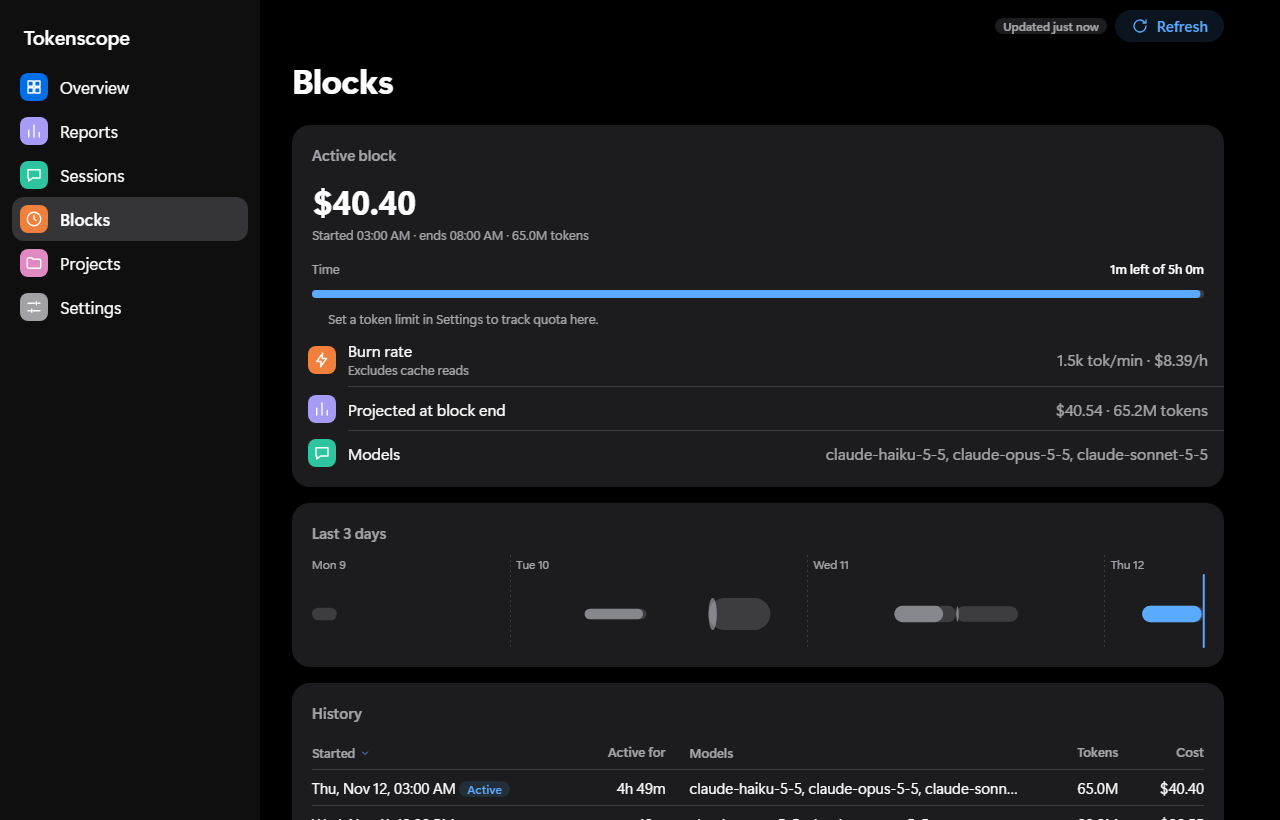 Tokenscope
Overview
Reports
Sessions
Blocks
Projects
Settings
Updated just now
Refresh
Blocks
Active block
$40.40
Started 03:00 AM · ends 08:00 AM · 65.0M tokens
Time 1m left of 5h 0m
Set a token limit in Settings to track quota here.
Burn rate
Excludes cache reads
1.5k tok/min · $8.39/h
Projected at block end $40.54 · 65.2M tokens
Models claude-haiku-5-5, claude-opus-5-5, claude-sonnet-5-5
Last 3 days
Mon 9 Tue 10 Wed 11 Thu 12
History
Started Active for Models Tokens Cost
Thu, Nov 12, 03:00 AM Active 4h 49m claude-haiku-5-5, claude-opus-5-5, claude-sonn... 65.0M $40.40